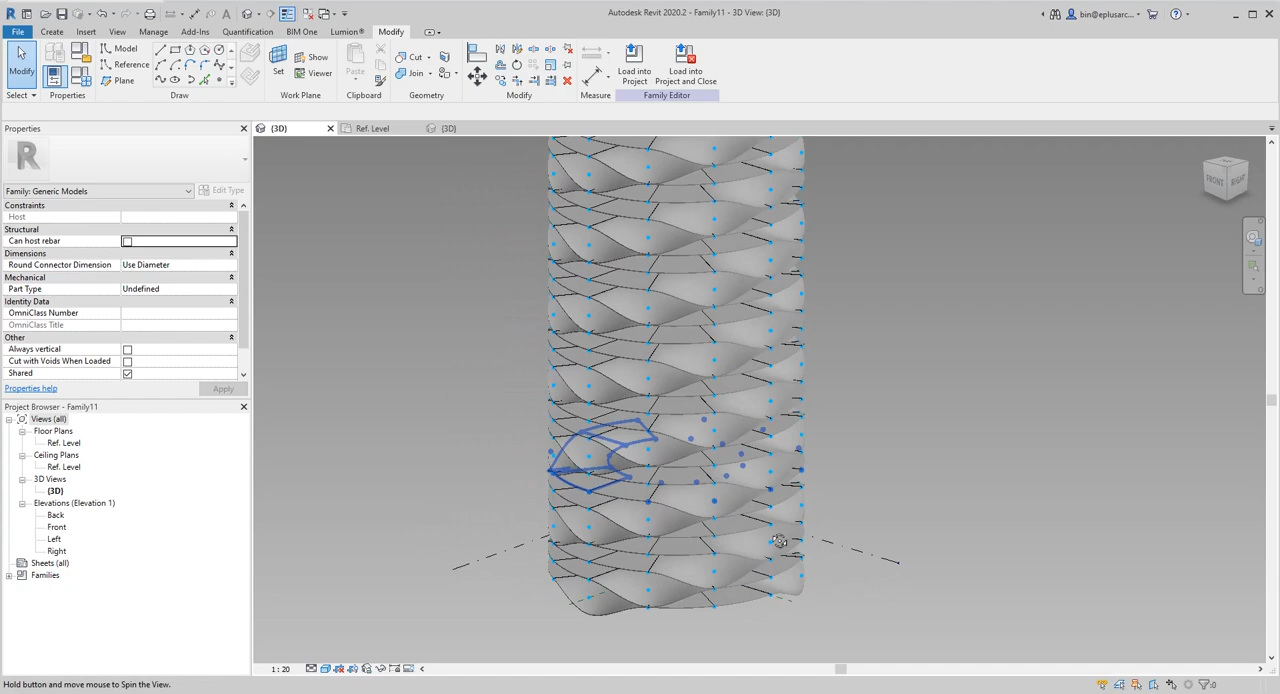 Autodesk Revit 2020.2 - Family11 - 3D View: {3D}
bin@eplusarc...
File Create Insert View Manage Add-Ins Quantification BIM One Lumion® Modify
Modify
Model
Reference
Plane
Set
Show
Viewer
Paste
Cut
Join
Load into
Project
Load into
Project and Close
Select Properties Draw Work Plane Clipboard Geometry Modify Measure Family Editor
Properties
{3D}
Ref. Level
{3D}
Family: Generic Models
Edit Type
Constraints
Host
Structural
Can host rebar
Dimensions
Round Connector Dimension Use Diameter
Mechanical
Part Type Undefined
Identity Data
OmniClass Number
OmniClass Title
Other
Always vertical
Cut with Voids When Loaded
Shared
Properties help
Apply
Project Browser - Family11
Views (all)
Floor Plans
Ref. Level
Ceiling Plans
Ref. Level
3D Views
{3D}
Elevations (Elevation 1)
Back
Front
Left
Right
Sheets (all)
Families
FRONT RIGHT
1 : 20
Hold button and move mouse to Spin the View.
:0